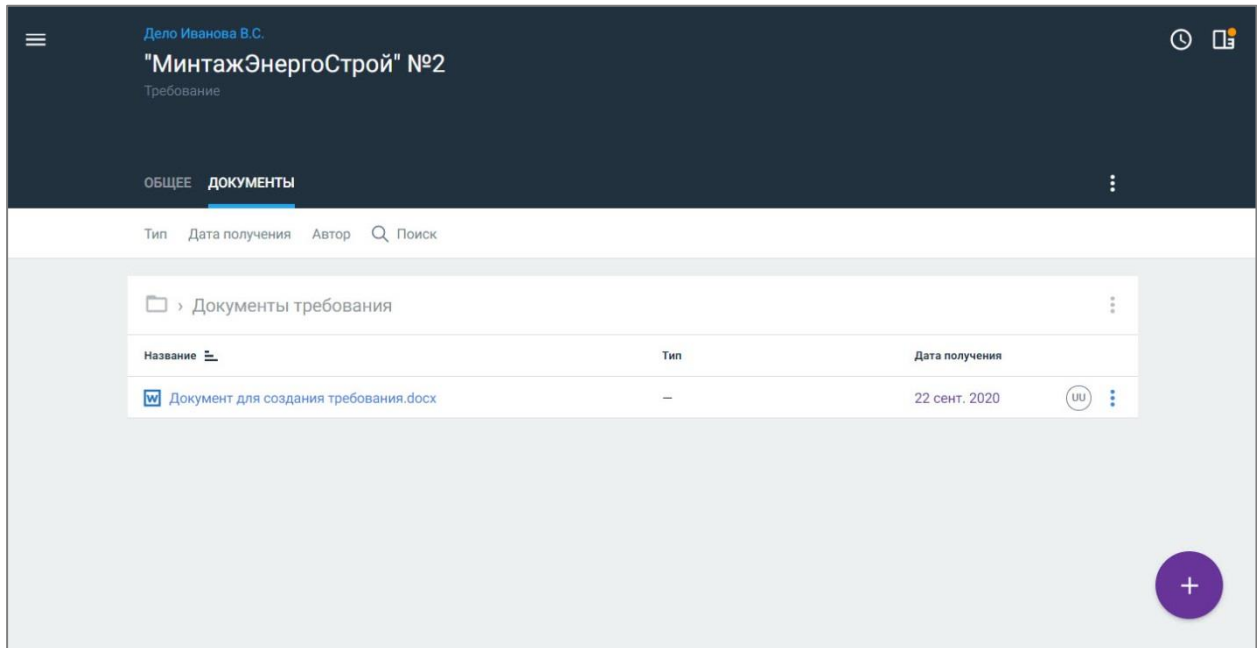 Дело Иванова В.С.
"МинтажЭнергоСтрой" №2
Требование
ОБЩЕЕ ДОКУМЕНТЫ
Тип Дата получения Автор Поиск
› Документы требования
Название Тип Дата получения
Документ для создания требования.docx — 22 сент. 2020 UU